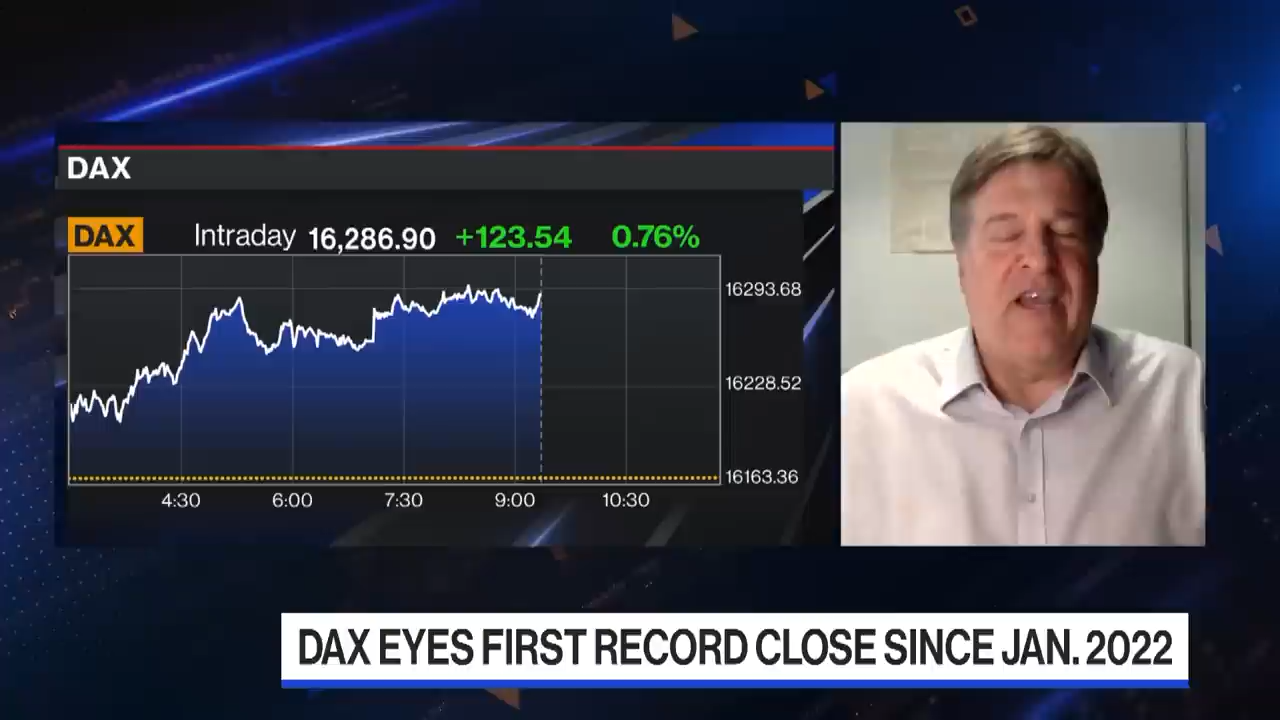 DAX
DAX Intraday 16,286.90 +123.54 0.76%
16293.68
16228.52
16163.36
4:30 6:00 7:30 9:00 10:30
DAX EYES FIRST RECORD CLOSE SINCE JAN. 2022